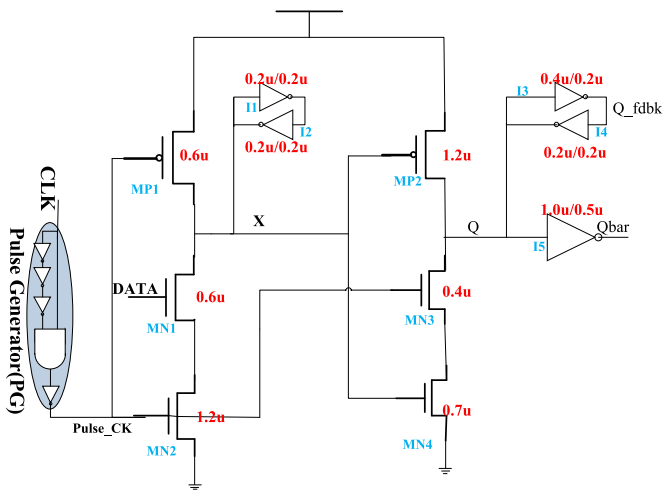 0.2u/0.2u
I1
I2
0.2u/0.2u
0.4u/0.2u
I3
Q_fdbk
I4
0.2u/0.2u
0.6u
MP1
1.2u
MP2
CLK
Pulse Generator(PG)
X
Q
1.0u/0.5u
Qbar
I5
DATA
0.6u
MN1
0.4u
MN3
Pulse_CK
1.2u
MN2
0.7u
MN4